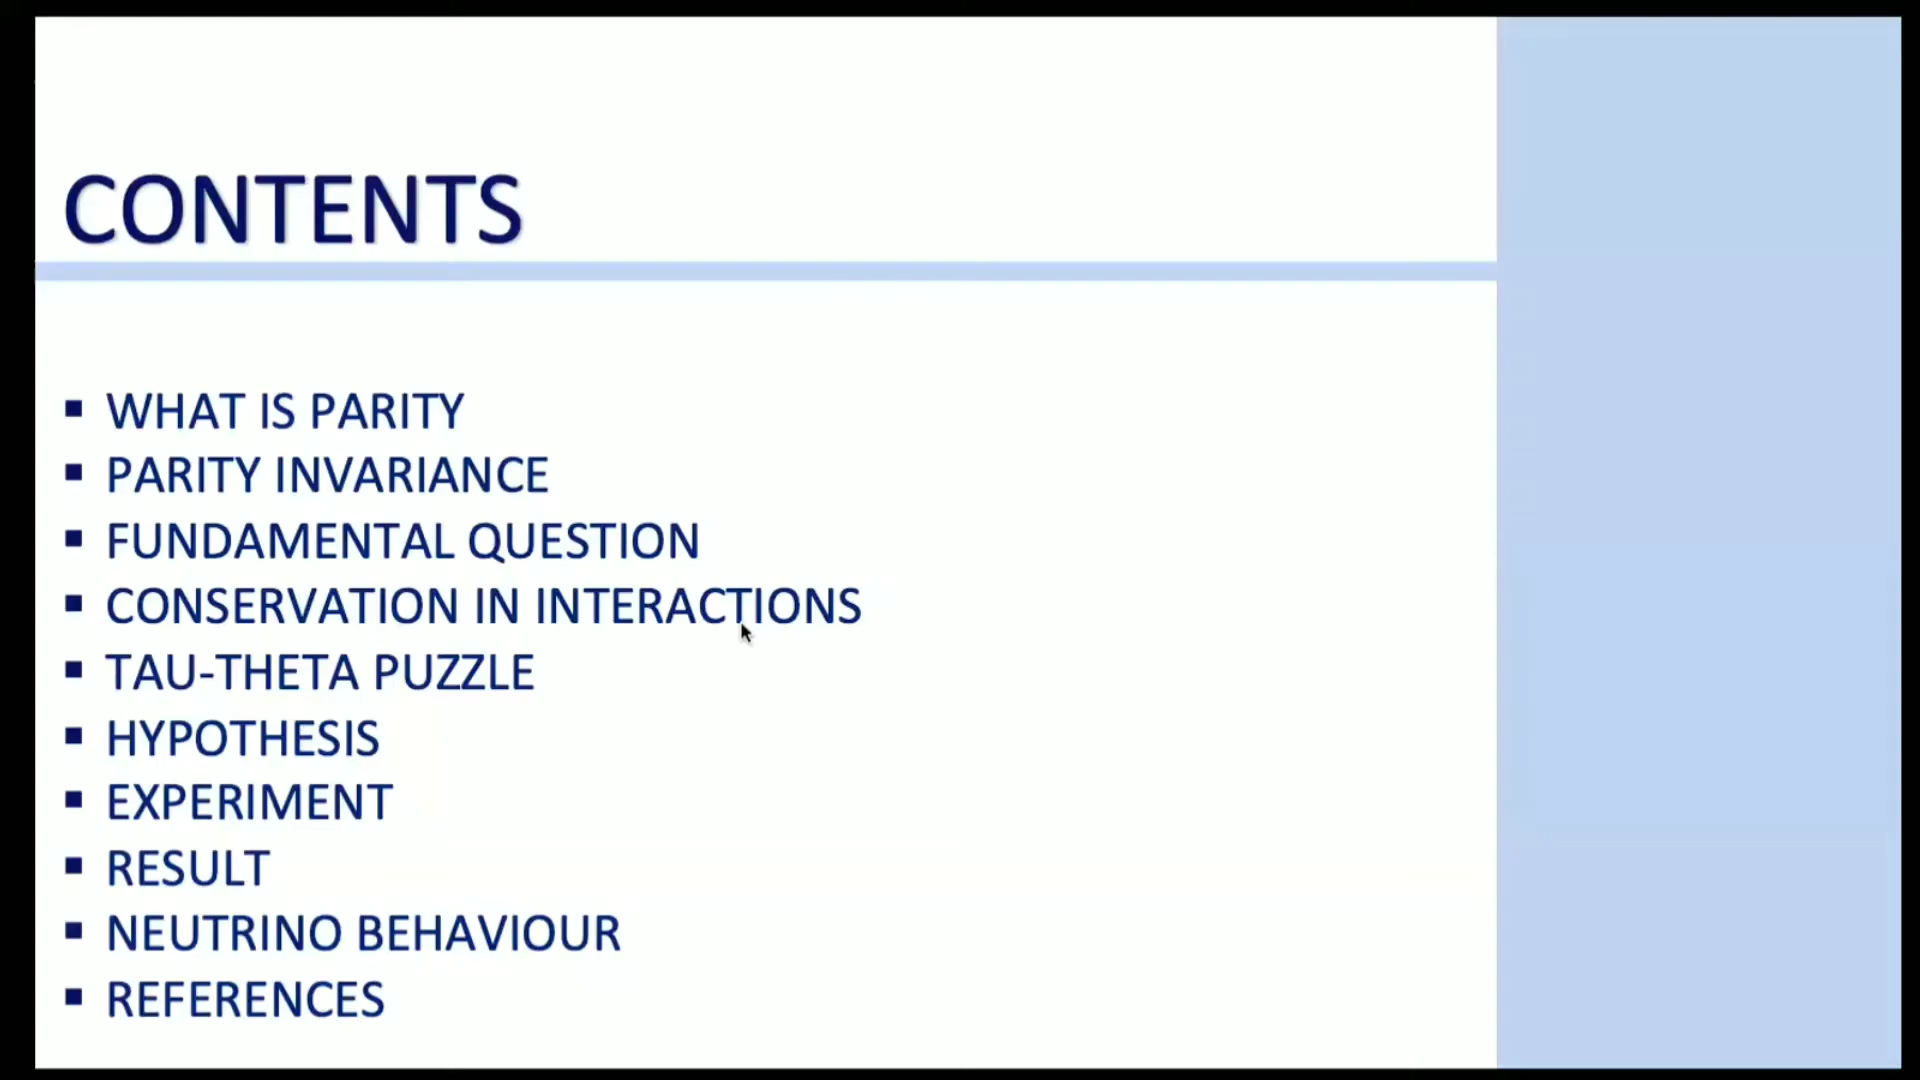 CONTENTS
▪ WHAT IS PARITY
▪ PARITY INVARIANCE
▪ FUNDAMENTAL QUESTION
▪ CONSERVATION IN INTERACTIONS
▪ TAU-THETA PUZZLE
▪ HYPOTHESIS
▪ EXPERIMENT
▪ RESULT
▪ NEUTRINO BEHAVIOUR
▪ REFERENCES